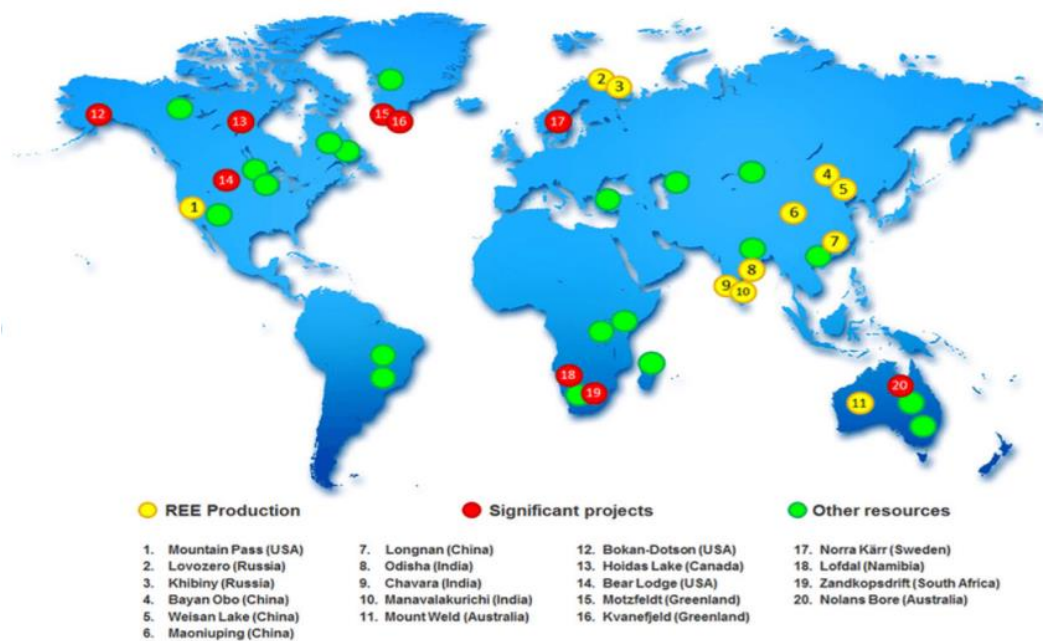 12
13
14
1
15
16
2
3
17
4
5
6
7
8
9
10
18
19
20
11
REE Production
1. Mountain Pass (USA)
2. Lovozero (Russia)
3. Khibiny (Russia)
4. Bayan Obo (China)
5. Weisan Lake (China)
6. Maoniuping (China)
7. Longnan (China)
8. Odisha (India)
9. Chavara (India)
10. Manavalakurichi (India)
11. Mount Weld (Australia)
Significant projects
12. Bokan-Dotson (USA)
13. Hoidas Lake (Canada)
14. Bear Lodge (USA)
15. Motzfeldt (Greenland)
16. Kvanefjeld (Greenland)
Other resources
17. Norra Kärr (Sweden)
18. Lofdal (Namibia)
19. Zandkopsdrift (South Africa)
20. Nolans Bore (Australia)